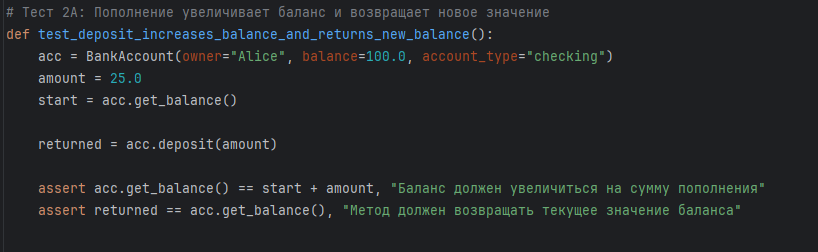 # Тест 2A: Пополнение увеличивает баланс и возвращает новое значение
def test_deposit_increases_balance_and_returns_new_balance():
    acc = BankAccount(owner="Alice", balance=100.0, account_type="checking")
    amount = 25.0
    start = acc.get_balance()
    returned = acc.deposit(amount)
    assert acc.get_balance() == start + amount, "Баланс должен увеличиться на сумму пополнения"
    assert returned == acc.get_balance(), "Метод должен возвращать текущее значение баланса"